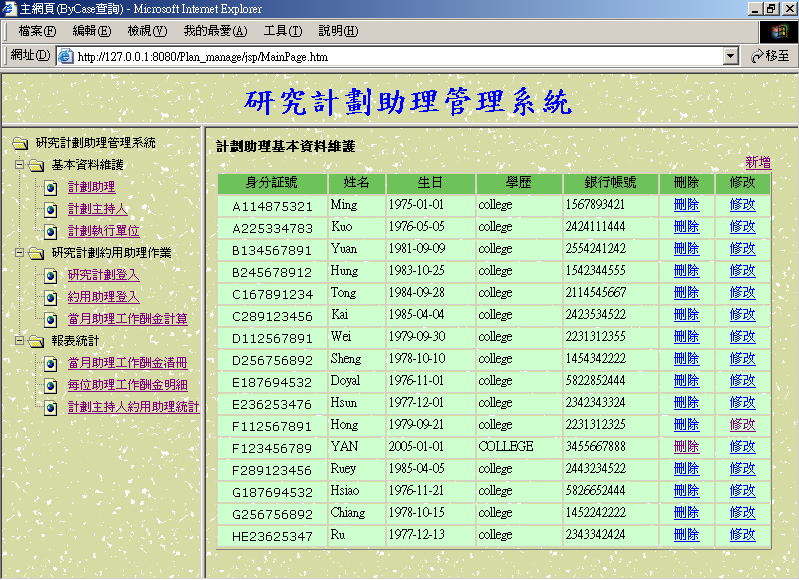 主網頁(ByCase查詢) - Microsoft Internet Explorer
檔案(F) 編輯(E) 檢視(V) 我的最愛(A) 工具(T) 說明(H)
網址(D) http://127.0.0.1:8080/Plan_manage/jsp/MainPage.htm 移至
研究計劃助理管理系統
研究計劃助理管理系統
基本資料維護
計劃助理
計劃主持人
計劃執行單位
研究計劃約用助理作業
研究計劃登入
約用助理登入
當月助理工作酬金計算
報表統計
當月助理工作酬金清冊
每位助理工作酬金明細
計劃主持人約用助理統計
計劃助理基本資料維護
新增
身分証號 姓名 生日 學歷 銀行帳號 刪除 修改
A114875321 Ming 1975-01-01 college 1567893421 刪除 修改
A225334783 Kuo 1976-05-05 college 2424111444 刪除 修改
B134567891 Yuan 1981-09-09 college 2554241242 刪除 修改
B245678912 Hung 1983-10-25 college 1542344555 刪除 修改
C167891234 Tong 1984-09-28 college 2114545667 刪除 修改
C289123456 Kai 1985-04-04 college 2423534522 刪除 修改
D112567891 Wei 1979-09-30 college 2231312355 刪除 修改
D256756892 Sheng 1978-10-10 college 1454342222 刪除 修改
E187694532 Doyal 1976-11-01 college 5822852444 刪除 修改
E236253476 Hsun 1977-12-01 college 2342343324 刪除 修改
F112567891 Hong 1979-09-21 college 2231312325 刪除 修改
F123456789 YAN 2005-01-01 COLLEGE 3455667888 刪除 修改
F289123456 Ruey 1985-04-05 college 2443234522 刪除 修改
G187694532 Hsiao 1976-11-21 college 5826652444 刪除 修改
G256756892 Chiang 1978-10-15 college 1452242222 刪除 修改
HE23625347 Ru 1977-12-13 college 2343342424 刪除 修改